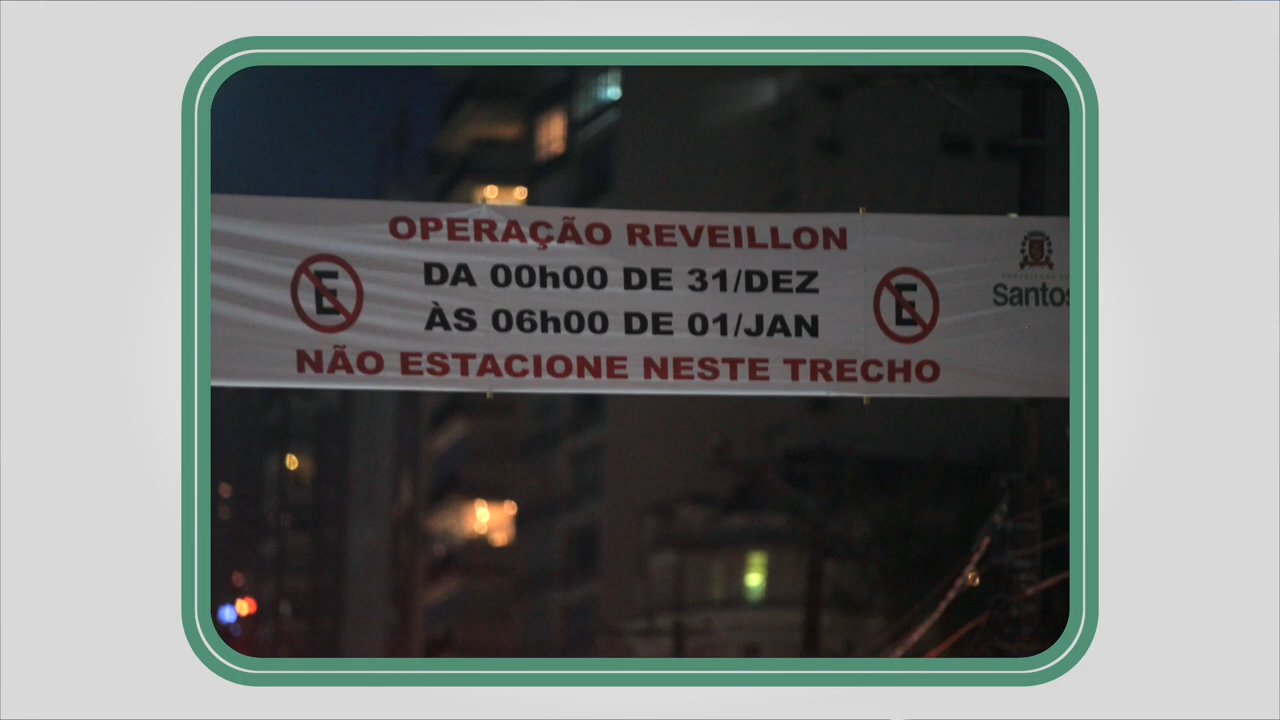 OPERAÇÃO REVEILLON
DA 00h00 DE 31/DEZ
ÀS 06h00 DE 01/JAN
NÃO ESTACIONE NESTE TRECHO
E
E
Santos